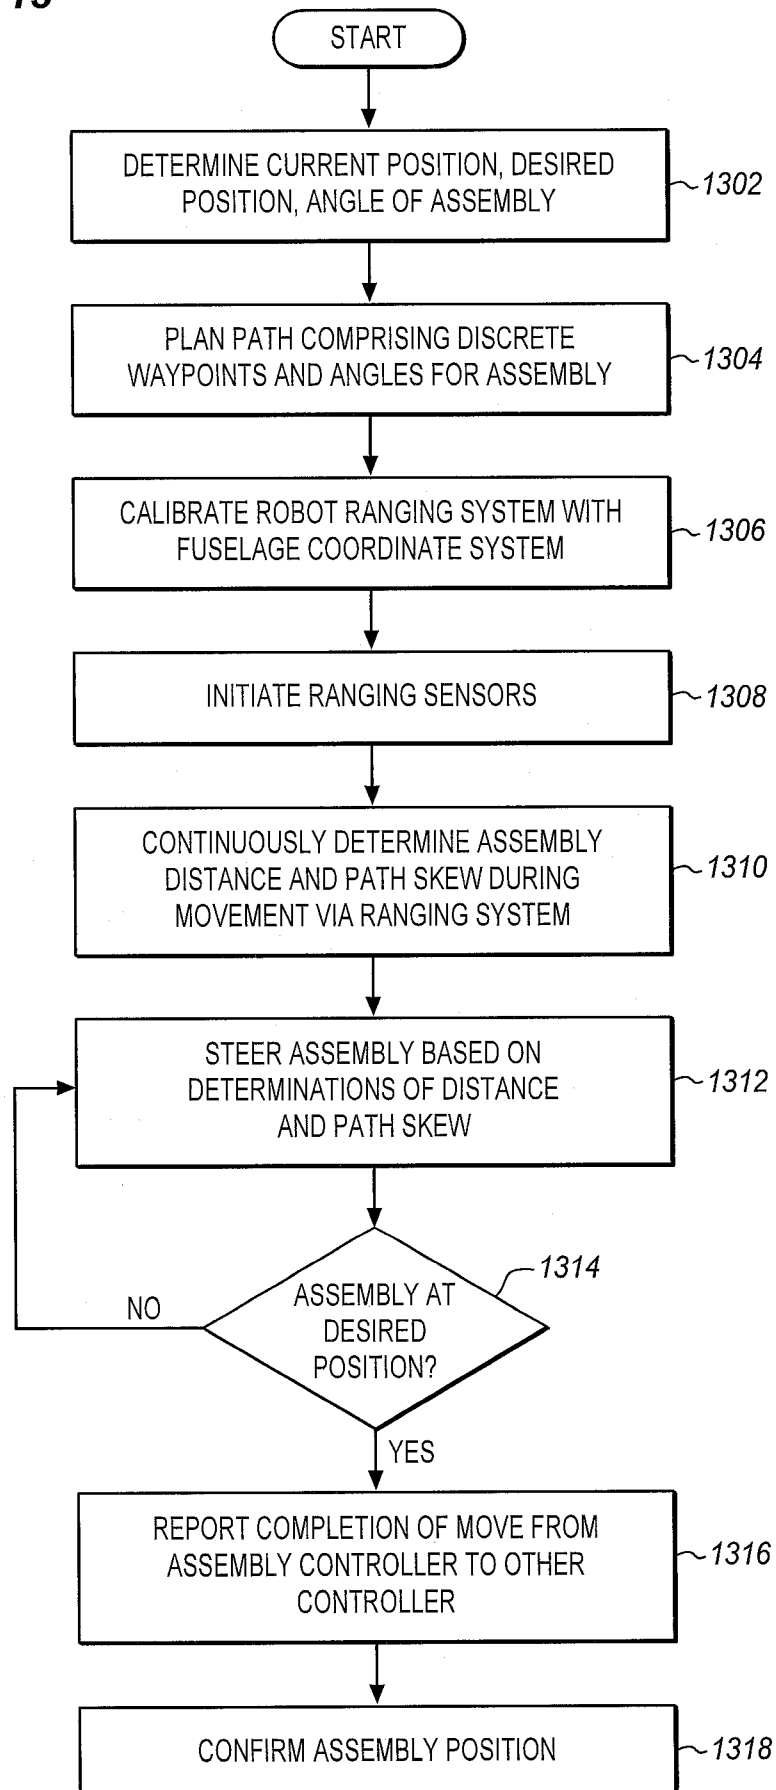 START
DETERMINE CURRENT POSITION, DESIRED
POSITION, ANGLE OF ASSEMBLY
1302
PLAN PATH COMPRISING DISCRETE
WAYPOINTS AND ANGLES FOR ASSEMBLY
1304
CALIBRATE ROBOT RANGING SYSTEM WITH
FUSELAGE COORDINATE SYSTEM
1306
INITIATE RANGING SENSORS
1308
CONTINUOUSLY DETERMINE ASSEMBLY
DISTANCE AND PATH SKEW DURING
MOVEMENT VIA RANGING SYSTEM
1310
STEER ASSEMBLY BASED ON
DETERMINATIONS OF DISTANCE
AND PATH SKEW
1312
ASSEMBLY AT
DESIRED
POSITION?
1314
NO
YES
REPORT COMPLETION OF MOVE FROM
ASSEMBLY CONTROLLER TO OTHER
CONTROLLER
1316
CONFIRM ASSEMBLY POSITION
1318